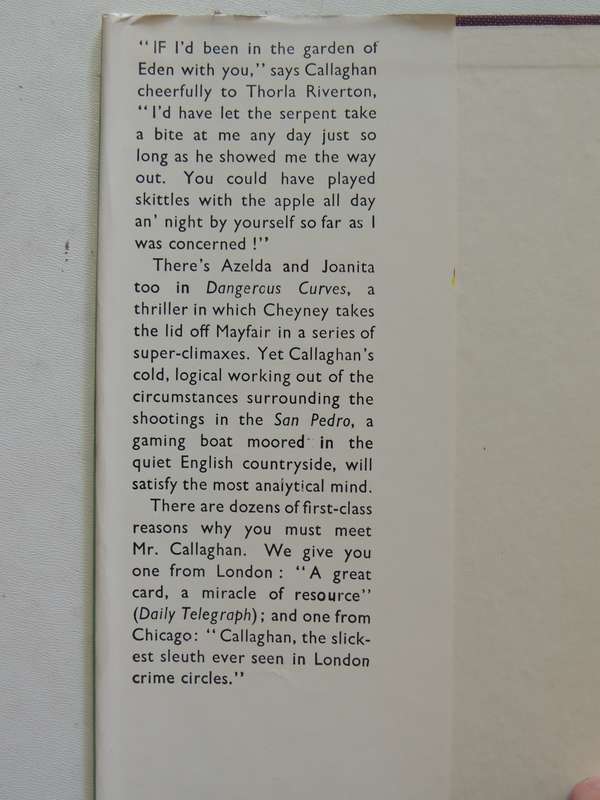 “IF I’d been in the garden of
Eden with you,” says Callaghan
cheerfully to Thorla Riverton,
“I’d have let the serpent take
a bite at me any day just so
long as he showed me the way
out. You could have played
skittles with the apple all day
an’ night by yourself so far as I
was concerned !”
There’s Azelda and Joanita
too in Dangerous Curves, a
thriller in which Cheyney takes
the lid off Mayfair in a series of
super-climaxes. Yet Callaghan’s
cold, logical working out of the
circumstances surrounding the
shootings in the San Pedro, a
gaming boat moored in the
quiet English countryside, will
satisfy the most analytical mind.
There are dozens of first-class
reasons why you must meet
Mr. Callaghan. We give you
one from London : “A great
card, a miracle of resource”
(Daily Telegraph) ; and one from
Chicago : “Callaghan, the slick-
est sleuth ever seen in London
crime circles.”